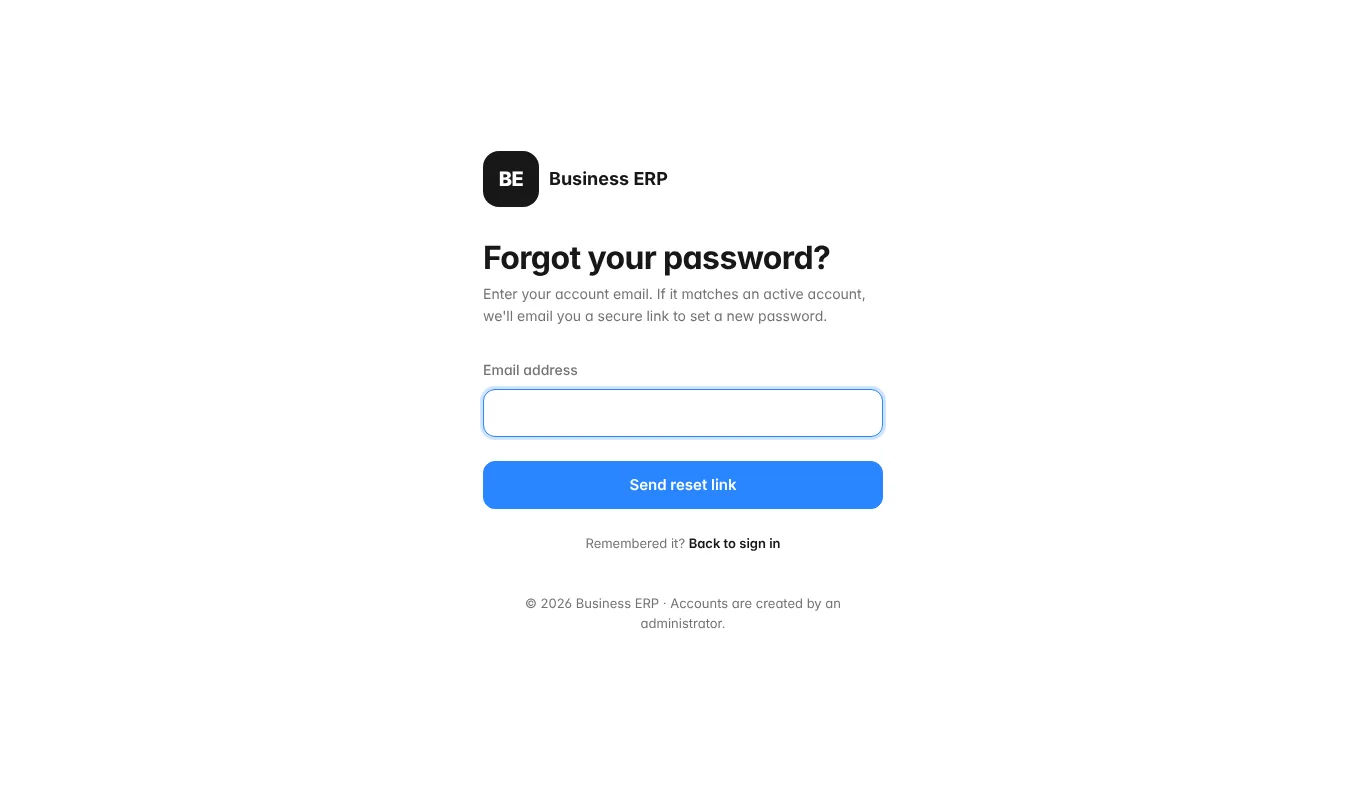 BE
Business ERP
Forgot your password?
Enter your account email. If it matches an active account,
we'll email you a secure link to set a new password.
Email address
Send reset link
Remembered it? Back to sign in
© 2026 Business ERP · Accounts are created by an
administrator.